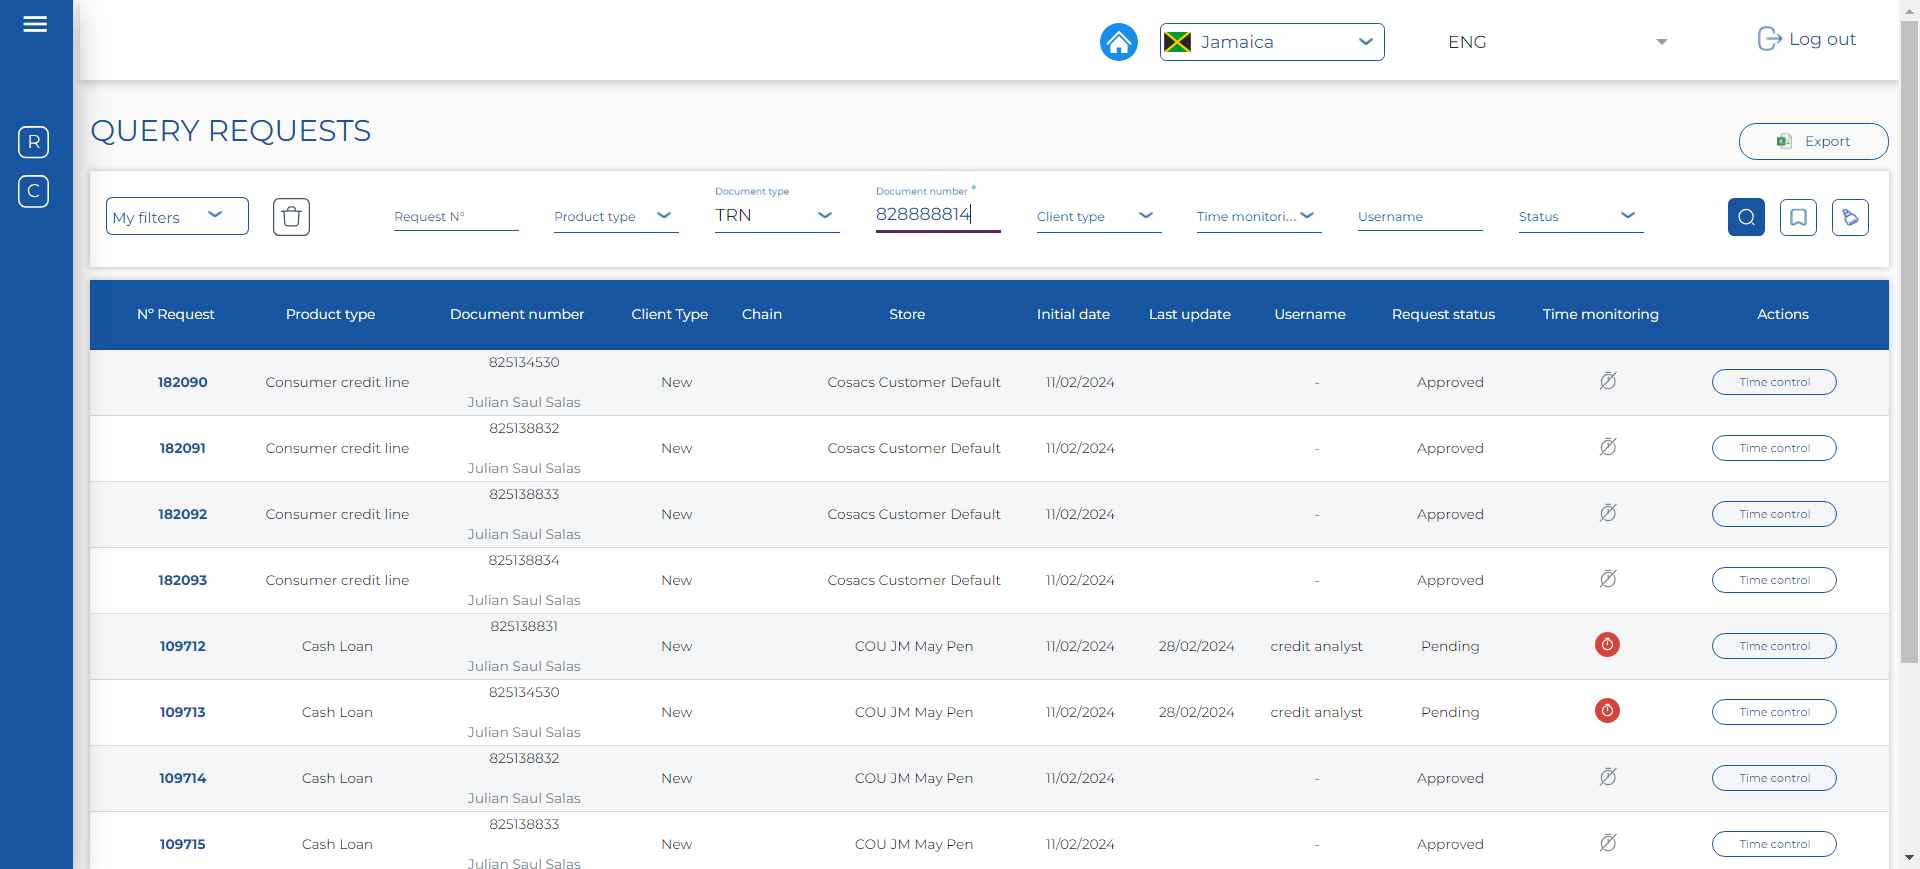 Jamaica
ENG
Log out
R
C
QUERY REQUESTS
Export
My filters
Request N°
Product type
Document type
TRN
Document number *
828888814
Client type
Time monitori...
Username
Status
Nº Request Product type Document number Client Type Chain Store Initial date Last update Username Request status Time monitoring Actions
825134530
182090 Consumer credit line New Cosacs Customer Default 11/02/2024 - Approved Time control
Julian Saul Salas
825138832
182091 Consumer credit line New Cosacs Customer Default 11/02/2024 - Approved Time control
Julian Saul Salas
825138833
182092 Consumer credit line New Cosacs Customer Default 11/02/2024 - Approved Time control
Julian Saul Salas
825138834
182093 Consumer credit line New Cosacs Customer Default 11/02/2024 - Approved Time control
Julian Saul Salas
825138831
109712 Cash Loan New COU JM May Pen 11/02/2024 28/02/2024 credit analyst Pending Time control
Julian Saul Salas
825134530
109713 Cash Loan New COU JM May Pen 11/02/2024 28/02/2024 credit analyst Pending Time control
Julian Saul Salas
825138832
109714 Cash Loan New COU JM May Pen 11/02/2024 - Approved Time control
Julian Saul Salas
825138833
109715 Cash Loan New COU JM May Pen 11/02/2024 - Approved Time control
Julian Saul Salas